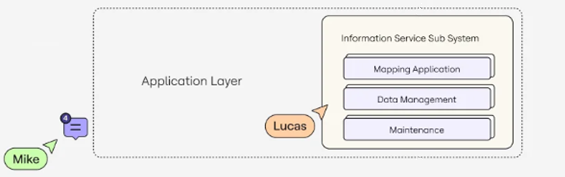 Information Service Sub System
Mapping Application
Application Layer
Data Management
4
Lucas
Maintenance
Mike